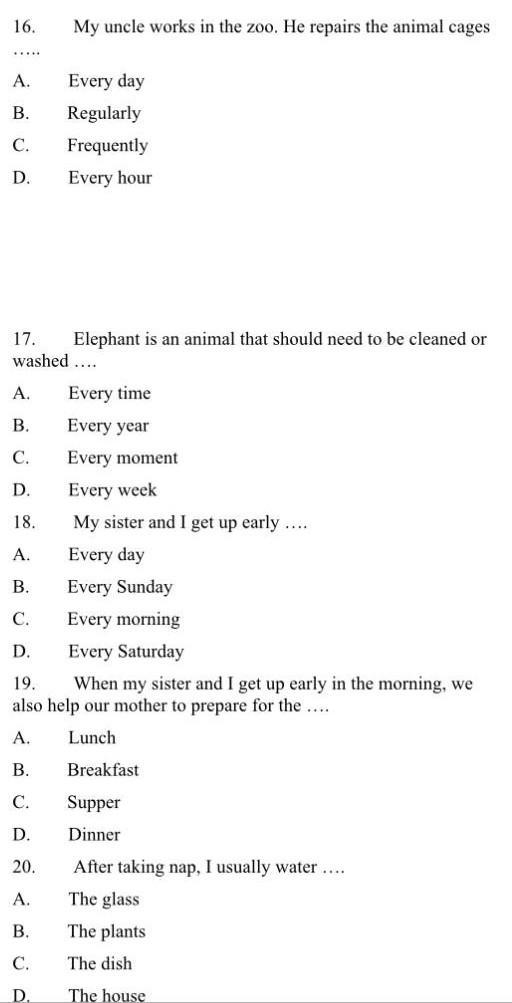 16. My uncle works in the zoo. He repairs the animal cages
…..
A. Every day
B. Regularly
C. Frequently
D. Every hour
17. Elephant is an animal that should need to be cleaned or
washed ….
A. Every time
B. Every year
C. Every moment
D. Every week
18. My sister and I get up early ….
A. Every day
B. Every Sunday
C. Every morning
D. Every Saturday
19. When my sister and I get up early in the morning, we
also help our mother to prepare for the ….
A. Lunch
B. Breakfast
C. Supper
D. Dinner
20. After taking nap, I usually water ….
A. The glass
B. The plants
C. The dish
D. The house